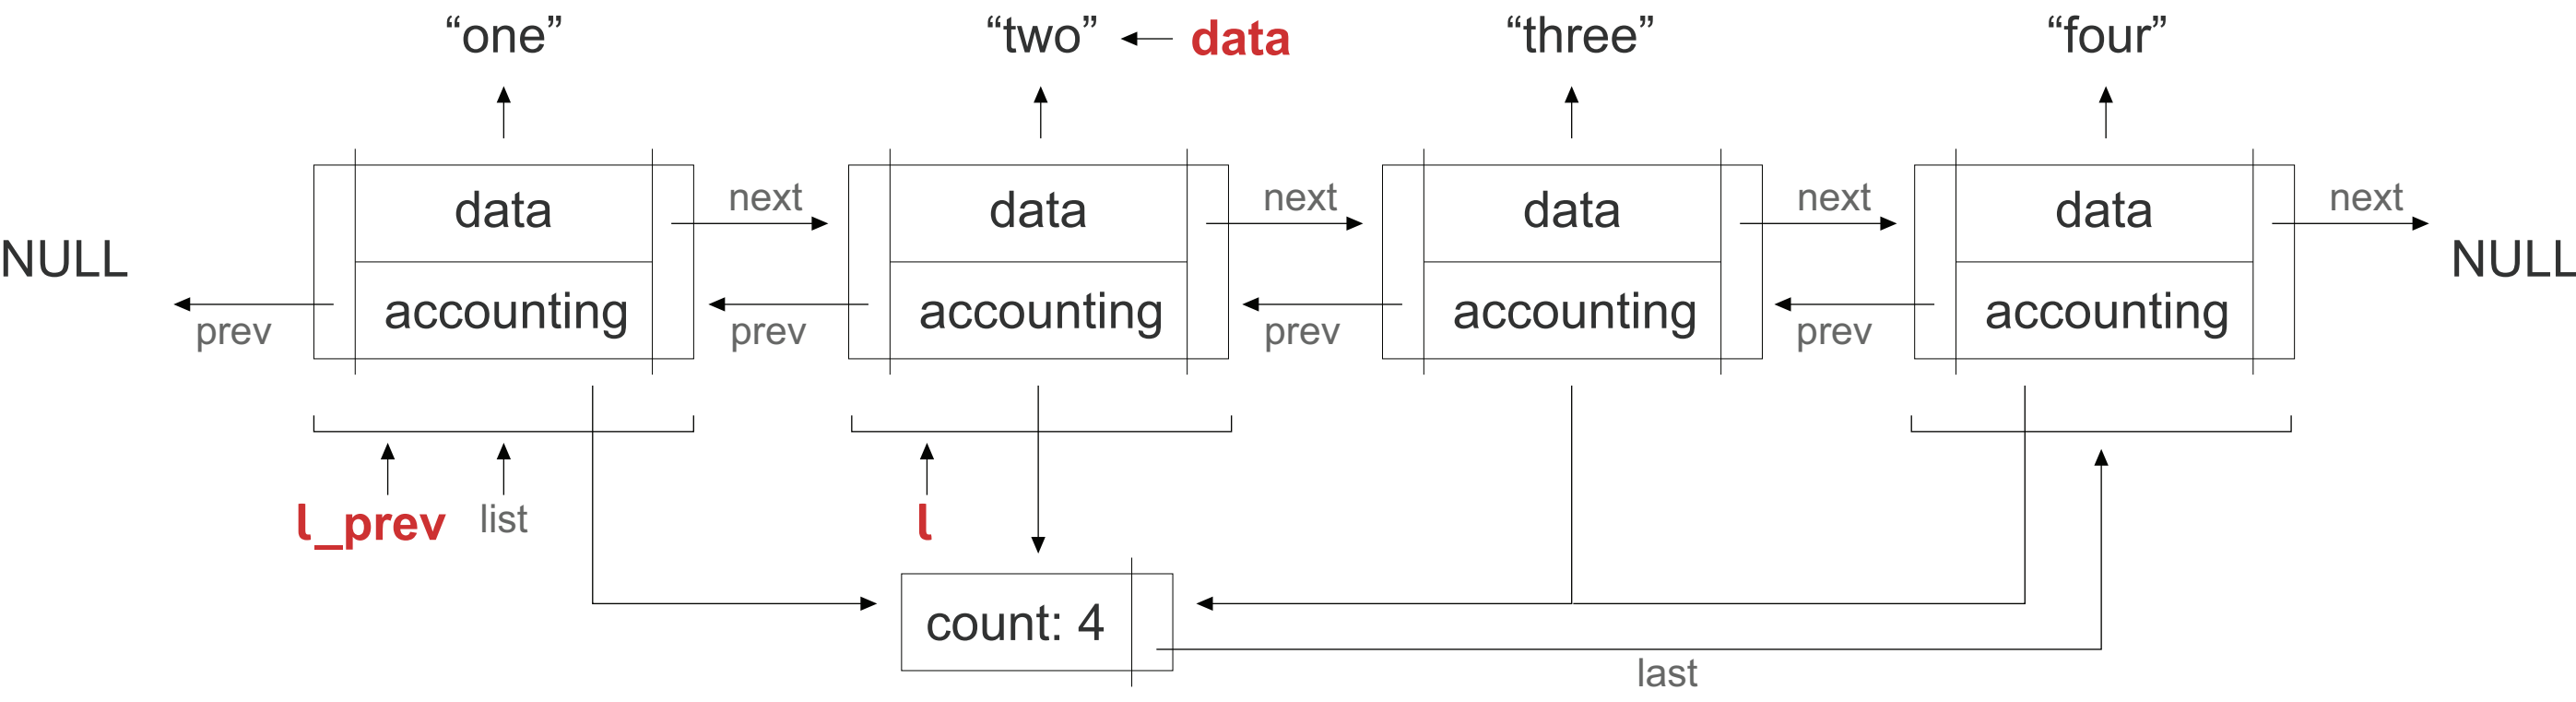 “one” “two” data “three” “four”
data next data next data next data next
NULL NULL
prev accounting prev accounting prev accounting prev accounting
l_prev list l
count: 4
last